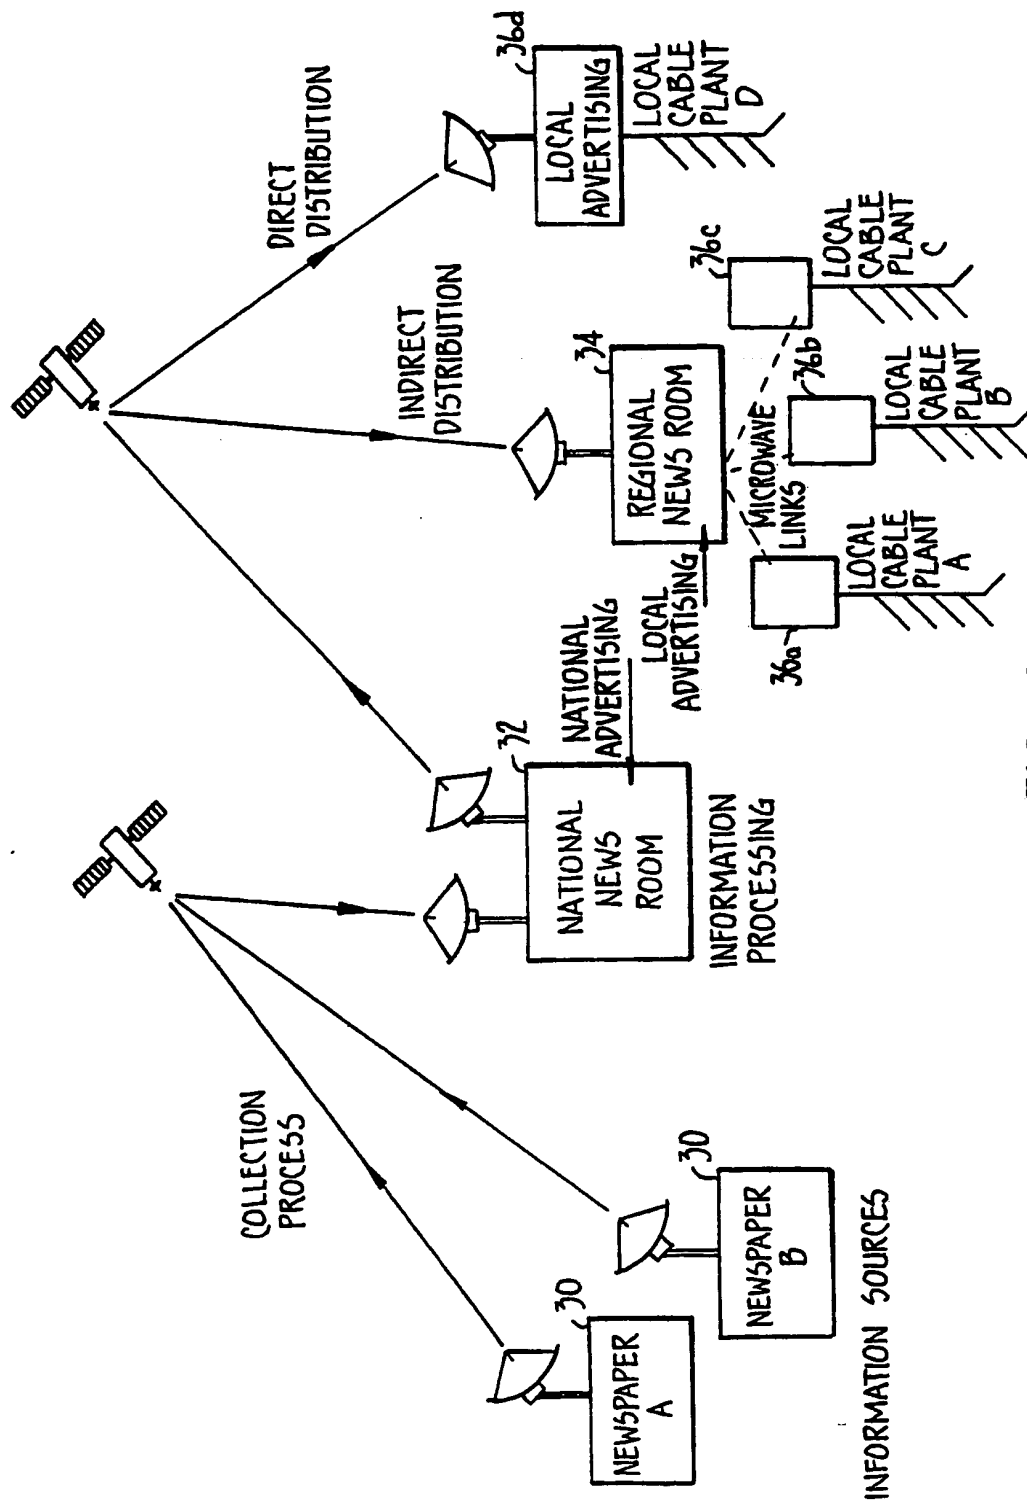 COLLECTION
PROCESS
DIRECT
DISTRIBUTION
INDIRECT
DISTRIBUTION
30
NEWSPAPER
A
30
NEWSPAPER
B
INFORMATION SOURCES
32
NATIONAL
NEWS
ROOM
INFORMATION
PROCESSING
NATIONAL
ADVERTISING
LOCAL
ADVERTISING
34
REGIONAL
NEWS ROOM
MICROWAVE
LINKS
36a
LOCAL
CABLE
PLANT
A
36b
LOCAL
CABLE
PLANT
B
36c
LOCAL
CABLE
PLANT
C
36d
LOCAL
ADVERTISING
LOCAL
CABLE
PLANT
D